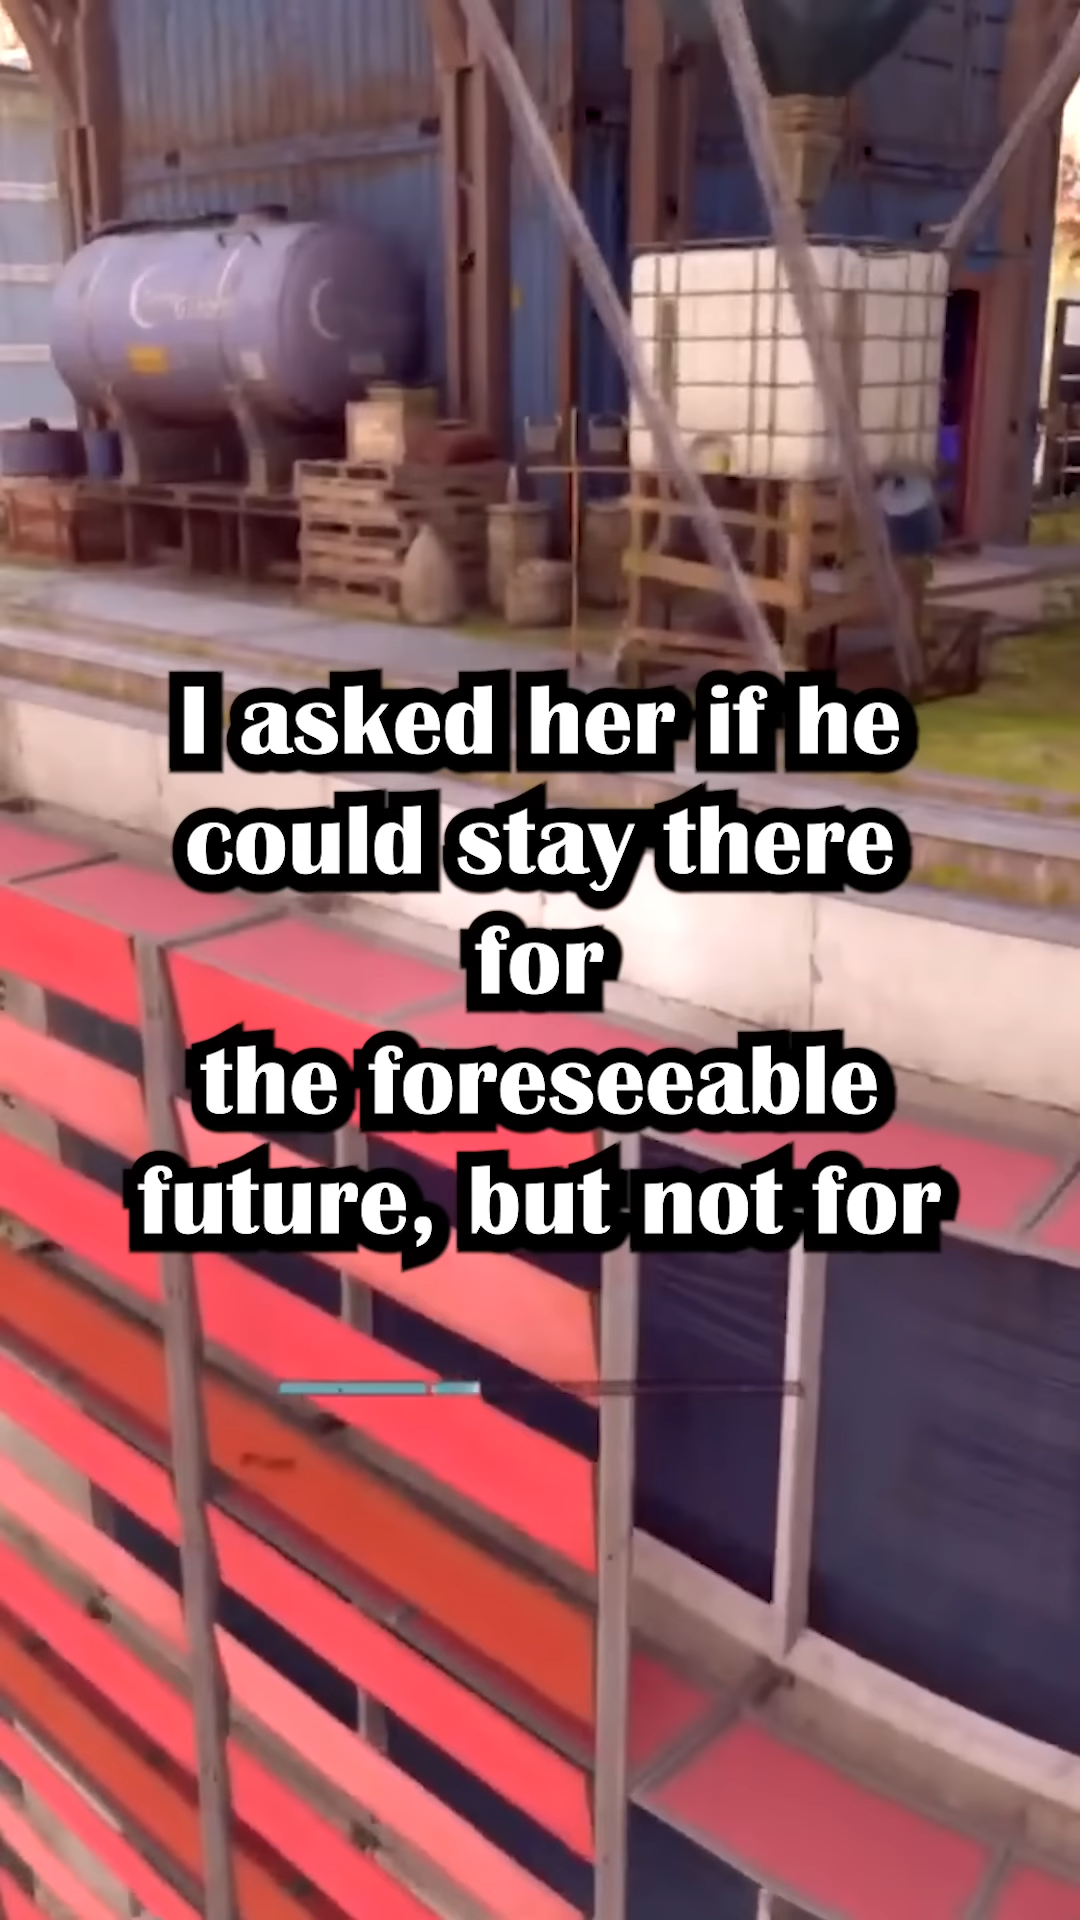 I asked her if he
could stay there
for
the foreseeable
future, but not for